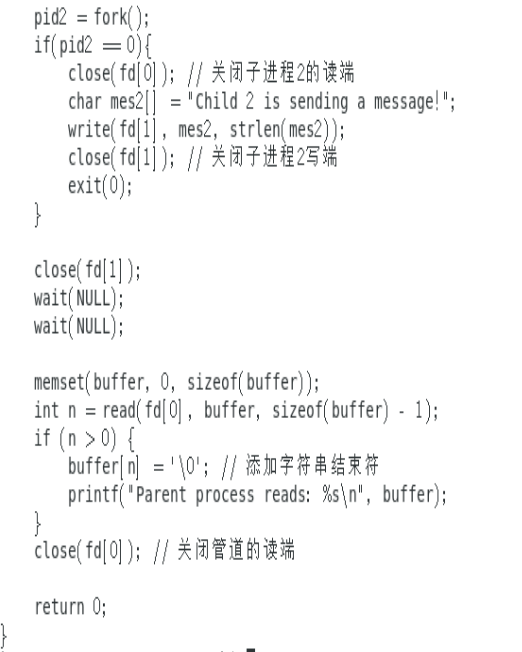 pid2 = fork();
if(pid2 == 0){
close(fd[0]); // 关闭子进程2的读端
char mes2[] = "Child 2 is sending a message!";
write(fd[1], mes2, strlen(mes2));
close(fd[1]); // 关闭子进程2写端
exit(0);
}
close(fd[1]);
wait(NULL);
wait(NULL);
memset(buffer, 0, sizeof(buffer));
int n = read(fd[0], buffer, sizeof(buffer) - 1);
if (n > 0) {
buffer[n] = '\0'; // 添加字符串结束符
printf("Parent process reads: %s\n", buffer);
}
close(fd[0]); // 关闭管道的读端
return 0;
}